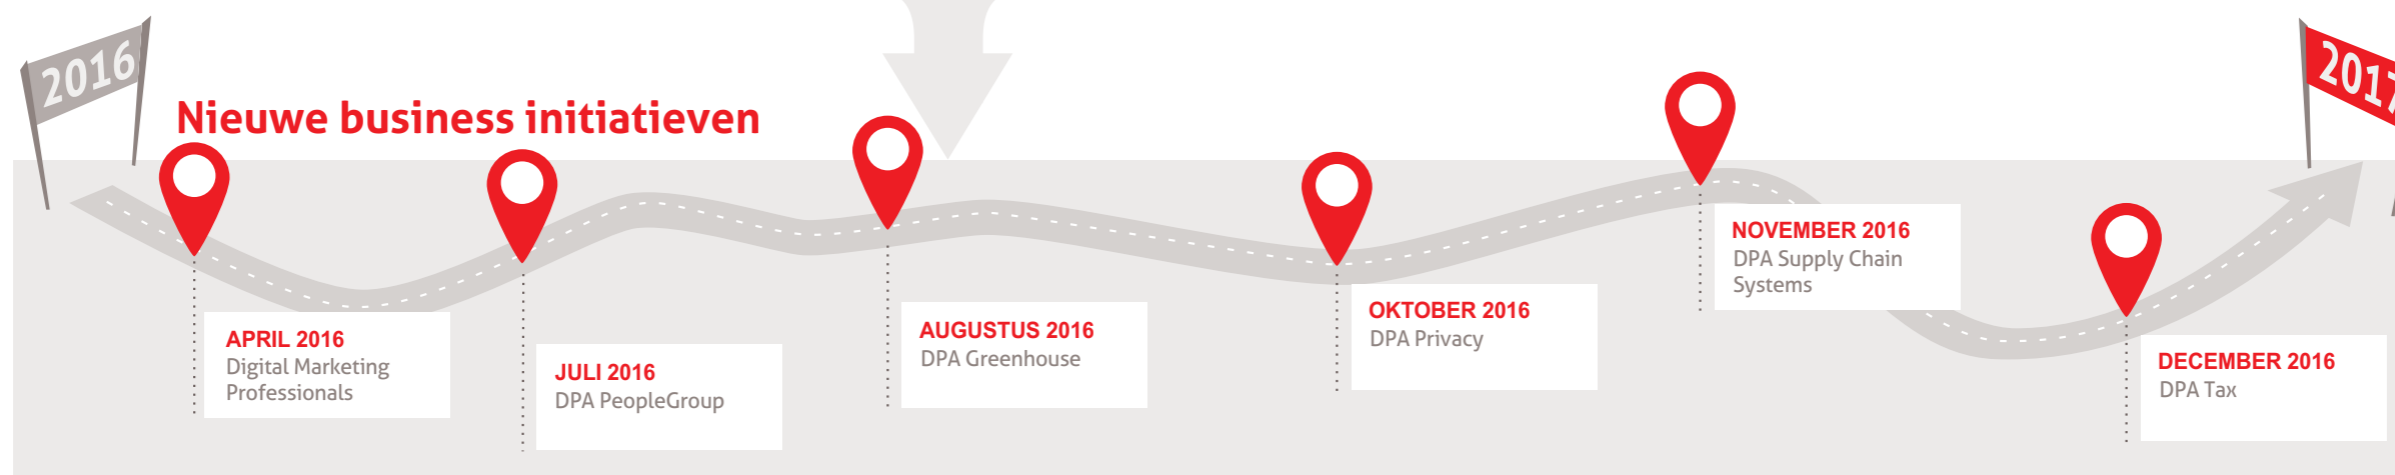 2016
Nieuwe business initiatieven
2017
APRIL 2016
Digital Marketing
Professionals
JULI 2016
DPA PeopleGroup
AUGUSTUS 2016
DPA Greenhouse
OKTOBER 2016
DPA Privacy
NOVEMBER 2016
DPA Supply Chain
Systems
DECEMBER 2016
DPA Tax